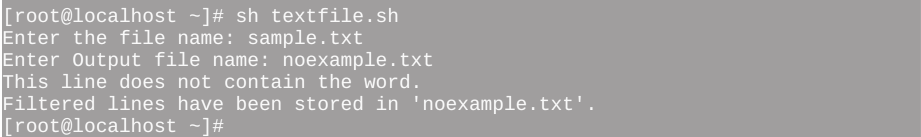 [root@localhost ~]# sh textfile.sh
Enter the file name: sample.txt
Enter Output file name: noexample.txt
This line does not contain the word.
Filtered lines have been stored in 'noexample.txt'.
[root@localhost ~]#